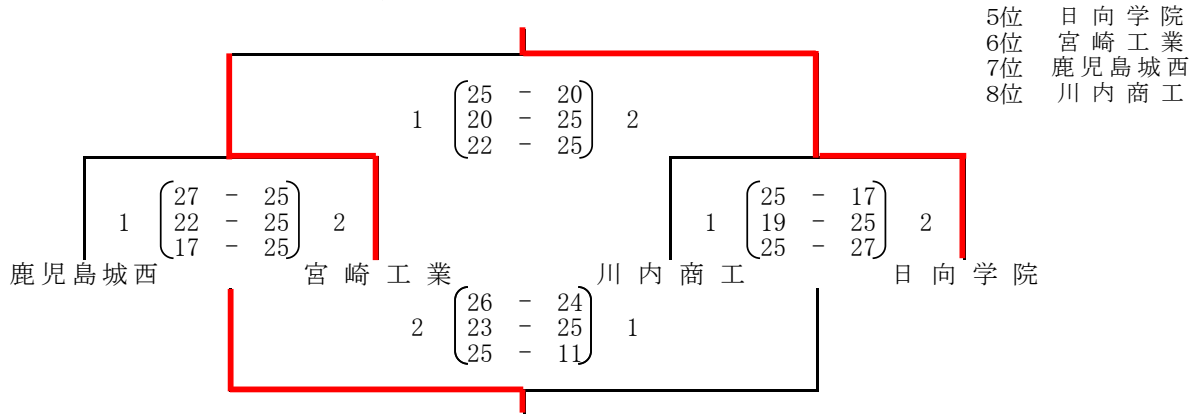 5位 日向学院
6位 宮崎工業
7位 鹿児島城西
8位 川内商工
25 - 20
1 20 - 25 2
22 - 25
27 - 25
1 22 - 25 2
17 - 25
25 - 17
1 19 - 25 2
25 - 27
鹿児島城西 宮崎工業 川内商工 日向学院
26 - 24
2 23 - 25 1
25 - 11